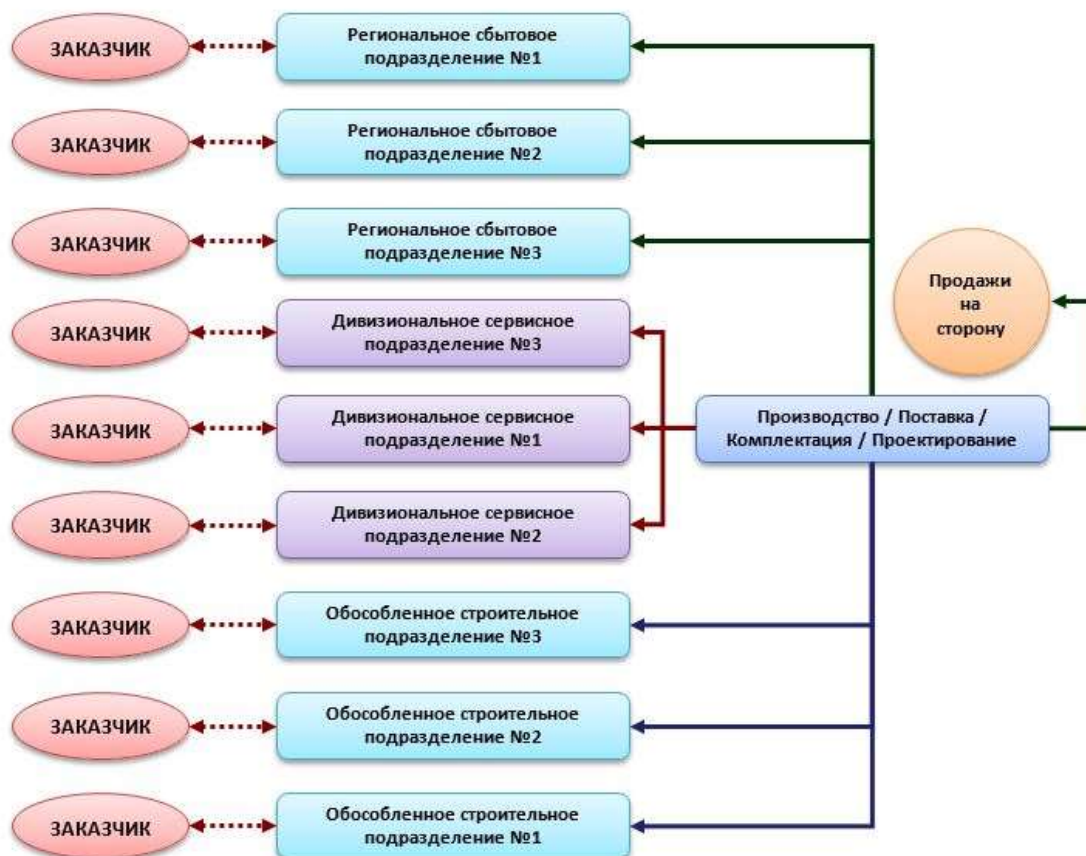 ЗАКАЗЧИК
Региональное сбытовое
подразделение №1
ЗАКАЗЧИК
Региональное сбытовое
подразделение №2
ЗАКАЗЧИК
Региональное сбытовое
подразделение №3
ЗАКАЗЧИК
Дивизиональное сервисное
подразделение №3
ЗАКАЗЧИК
Дивизиональное сервисное
подразделение №1
ЗАКАЗЧИК
Дивизиональное сервисное
подразделение №2
ЗАКАЗЧИК
Обособленное строительное
подразделение №3
ЗАКАЗЧИК
Обособленное строительное
подразделение №2
ЗАКАЗЧИК
Обособленное строительное
подразделение №1
Продажи
на
сторону
Производство / Поставка /
Комплектация / Проектирование